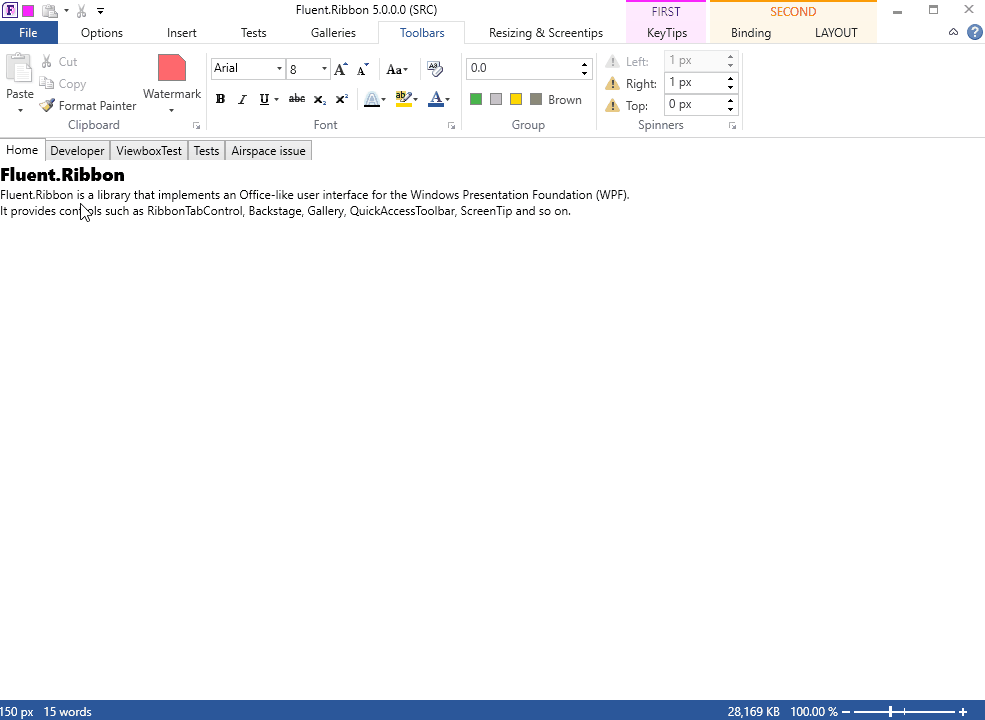 Fluent.Ribbon 5.0.0.0 (SRC)
FIRST
SECOND
File
Options
Insert
Tests
Galleries
Toolbars
Resizing & Screentips
KeyTips
Binding
LAYOUT
Paste
Cut
Copy
Format Painter
Watermark
Clipboard
Arial
8
Aa
B I U abc x₂ x²
Font
0.0
Brown
Group
Left: 1 px
Right: 1 px
Top: 0 px
Spinners
Home
Developer
ViewboxTest
Tests
Airspace issue
Fluent.Ribbon
Fluent.Ribbon is a library that implements an Office-like user interface for the Windows Presentation Foundation (WPF).
It provides controls such as RibbonTabControl, Backstage, Gallery, QuickAccessToolbar, ScreenTip and so on.
150 px 15 words
28,169 KB 100.00 %